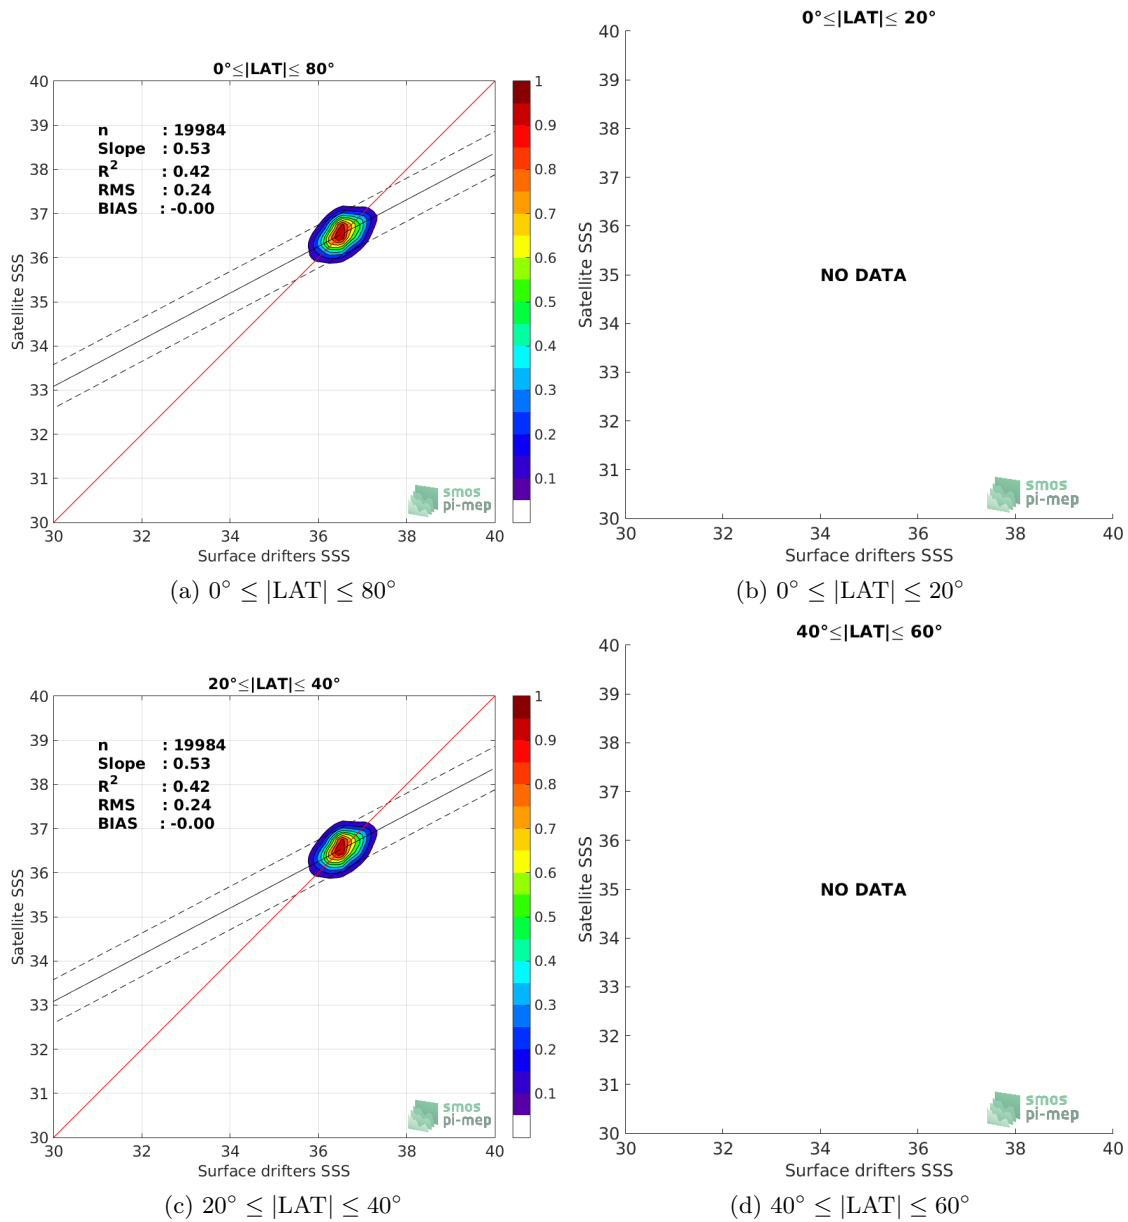 0°≤|LAT|≤ 80°
40
39
38
37
36
35
34
33
32
31
30
Satellite SSS
n : 19984
Slope : 0.53
R² : 0.42
RMS : 0.24
BIAS : -0.00
smos
pi-mep
30 32 34 36 38 40
Surface drifters SSS
1
0.9
0.8
0.7
0.6
0.5
0.4
0.3
0.2
0.1
(a) 0° ≤ |LAT| ≤ 80°
0°≤|LAT|≤ 20°
40
39
38
37
36
35
34
33
32
31
30
Satellite SSS
NO DATA
smos
pi-mep
30 32 34 36 38 40
Surface drifters SSS
(b) 0° ≤ |LAT| ≤ 20°
20°≤|LAT|≤ 40°
40
39
38
37
36
35
34
33
32
31
30
Satellite SSS
n : 19984
Slope : 0.53
R² : 0.42
RMS : 0.24
BIAS : -0.00
smos
pi-mep
30 32 34 36 38 40
Surface drifters SSS
1
0.9
0.8
0.7
0.6
0.5
0.4
0.3
0.2
0.1
(c) 20° ≤ |LAT| ≤ 40°
40°≤|LAT|≤ 60°
40
39
38
37
36
35
34
33
32
31
30
Satellite SSS
NO DATA
smos
pi-mep
30 32 34 36 38 40
Surface drifters SSS
(d) 40° ≤ |LAT| ≤ 60°